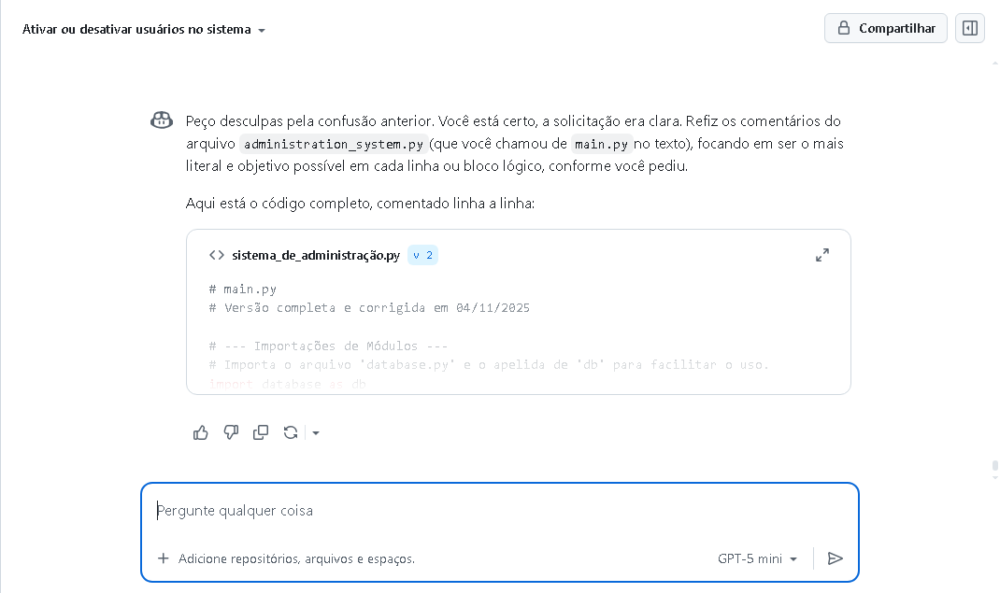 Ativar ou desativar usuários no sistema
Compartilhar
Peço desculpas pela confusão anterior. Você está certo, a solicitação era clara. Refiz os comentários do
arquivo administration_system.py (que você chamou de main.py no texto), focando em ser o mais
literal e objetivo possível em cada linha ou bloco lógico, conforme você pediu.
Aqui está o código completo, comentado linha a linha:
sistema_de_administração.py v 2
# main.py
# Versão completa e corrigida em 04/11/2025
# --- Importações de Módulos ---
# Importa o arquivo 'database.py' e o apelida de 'db' para facilitar o uso.
import database as db
Pergunte qualquer coisa
Adicione repositórios, arquivos e espaços.
GPT-5 mini